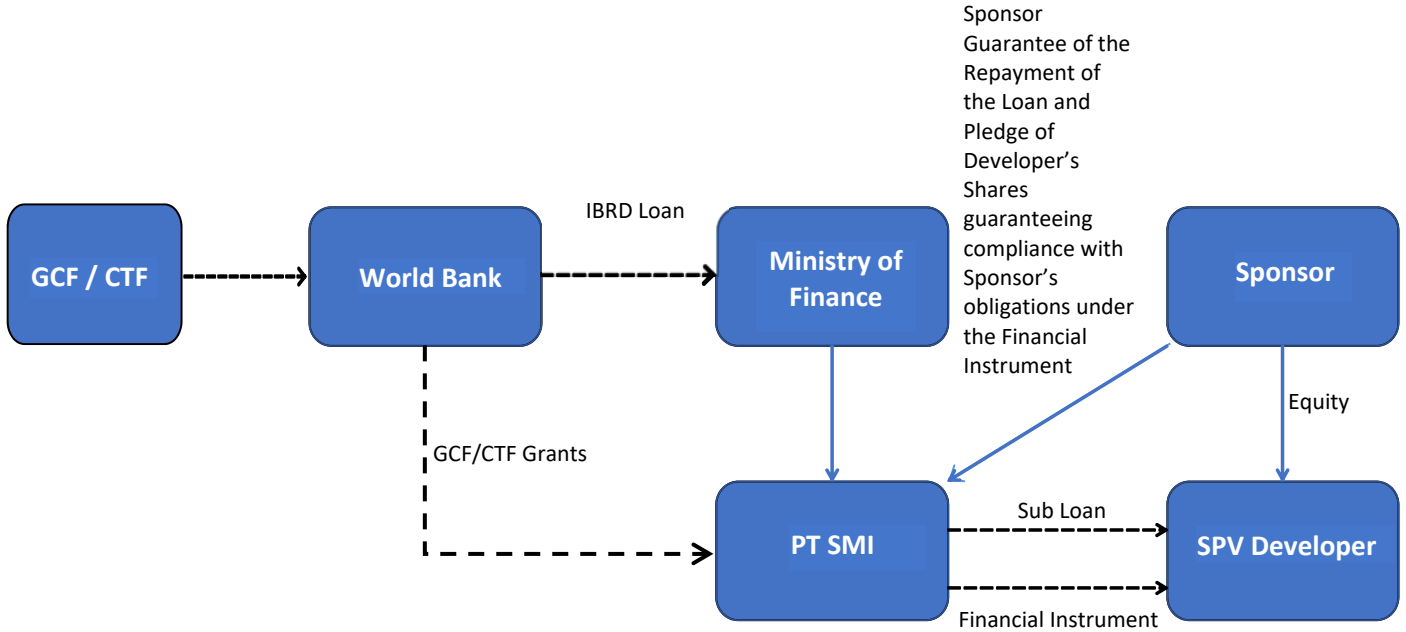 Sponsor
Guarantee of the
Repayment of
the Loan and
Pledge of
Developer’s
Shares
guaranteeing
compliance with
Sponsor’s
obligations under
the Financial
Instrument
IBRD Loan
GCF / CTF
World Bank
Ministry of
Finance
Sponsor
Equity
GCF/CTF Grants
Sub Loan
PT SMI
SPV Developer
Financial Instrument